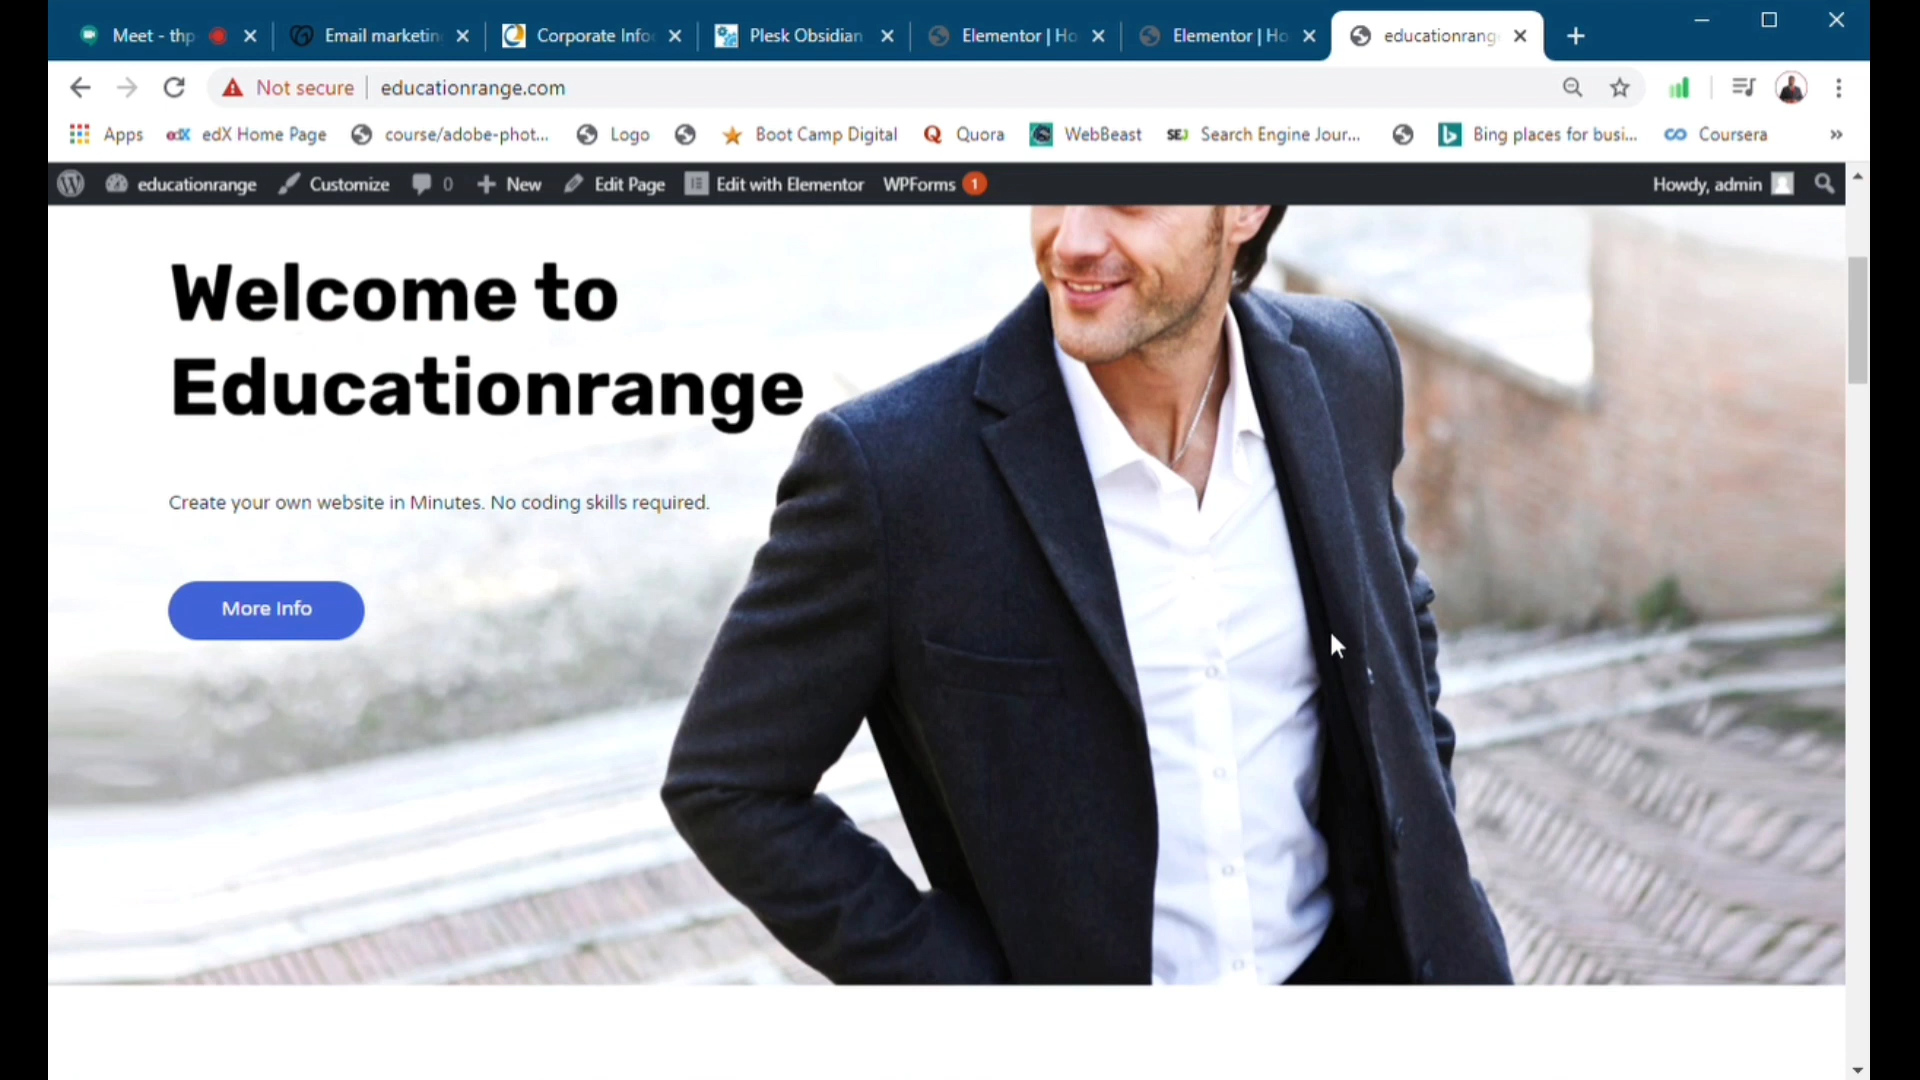 Meet - thp
Email marketin
Corporate Info
Plesk Obsidian
Elementor | Ho
Elementor | Ho
educationrang
Not secure
educationrange.com
Apps
edX
edX Home Page
course/adobe-phot...
Logo
Boot Camp Digital
Quora
WebBeast
SEJ
Search Engine Jour...
Bing places for busi...
Coursera
educationrange
Customize
0
New
Edit Page
Edit with Elementor
WPForms 1
Howdy, admin
Welcome to
Educationrange
Create your own website in Minutes. No coding skills required.
More Info